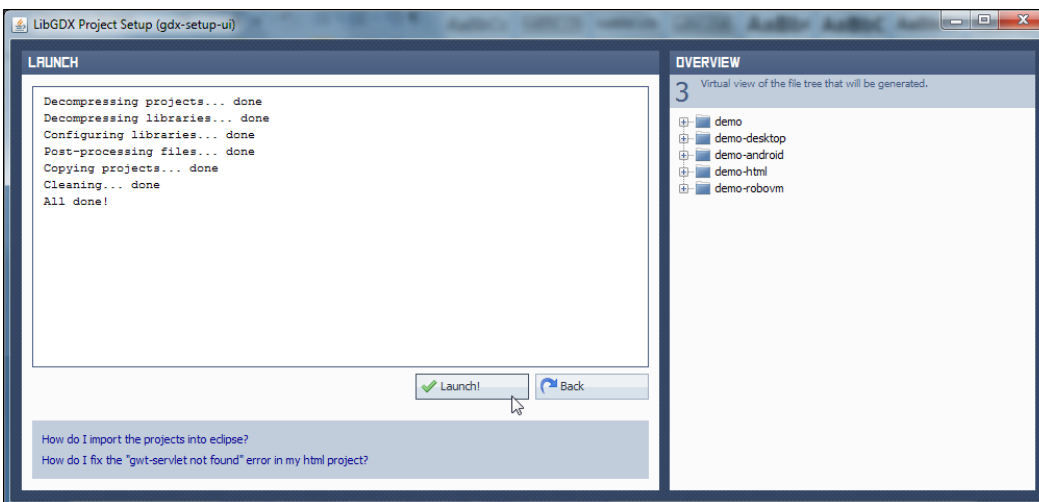 LibGDX Project Setup (gdx-setup-ui)
LAUNCH
Decompressing projects... done
Decompressing libraries... done
Configuring libraries... done
Post-processing files... done
Copying projects... done
Cleaning... done
All done!
Launch!
Back
How do I import the projects into eclipse?
How do I fix the "gwt-servlet not found" error in my html project?
OVERVIEW
3 Virtual view of the file tree that will be generated.
demo
demo-desktop
demo-android
demo-html
demo-robovm